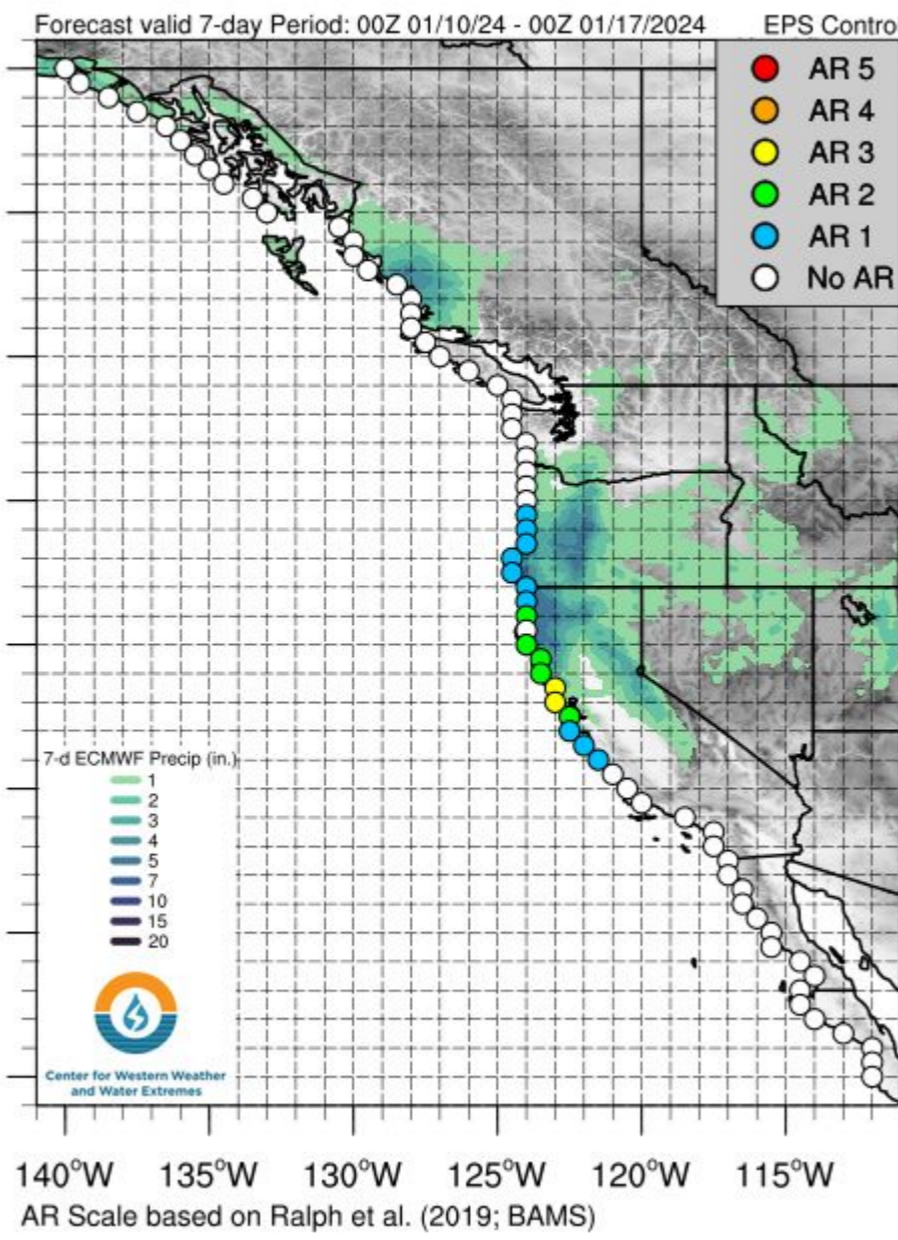 Forecast valid 7-day Period: 00Z 01/10/24 - 00Z 01/17/2024 EPS Control
AR 5
AR 4
AR 3
AR 2
AR 1
No AR
7-d ECMWF Precip (in.)
1
2
3
4
5
7
10
15
20
Center for Western Weather
and Water Extremes
140°W 135°W 130°W 125°W 120°W 115°W
AR Scale based on Ralph et al. (2019; BAMS)